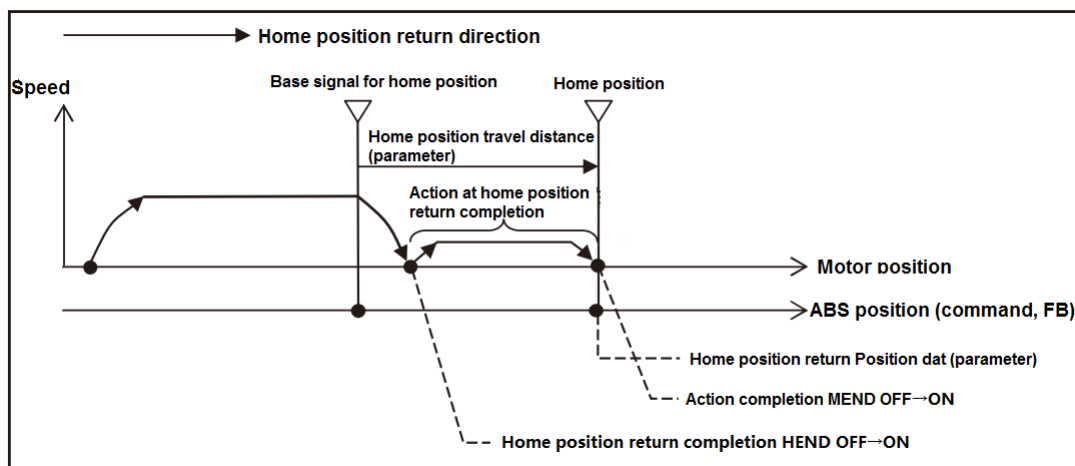 Home position return direction
Base signal for home position
Home position
Speed
Home position travel distance
(parameter)
Action at home position
return completion
Motor position
ABS position (command, FB)
Home position return Position dat (parameter)
Action completion MEND OFF→ON
Home position return completion HEND OFF→ON